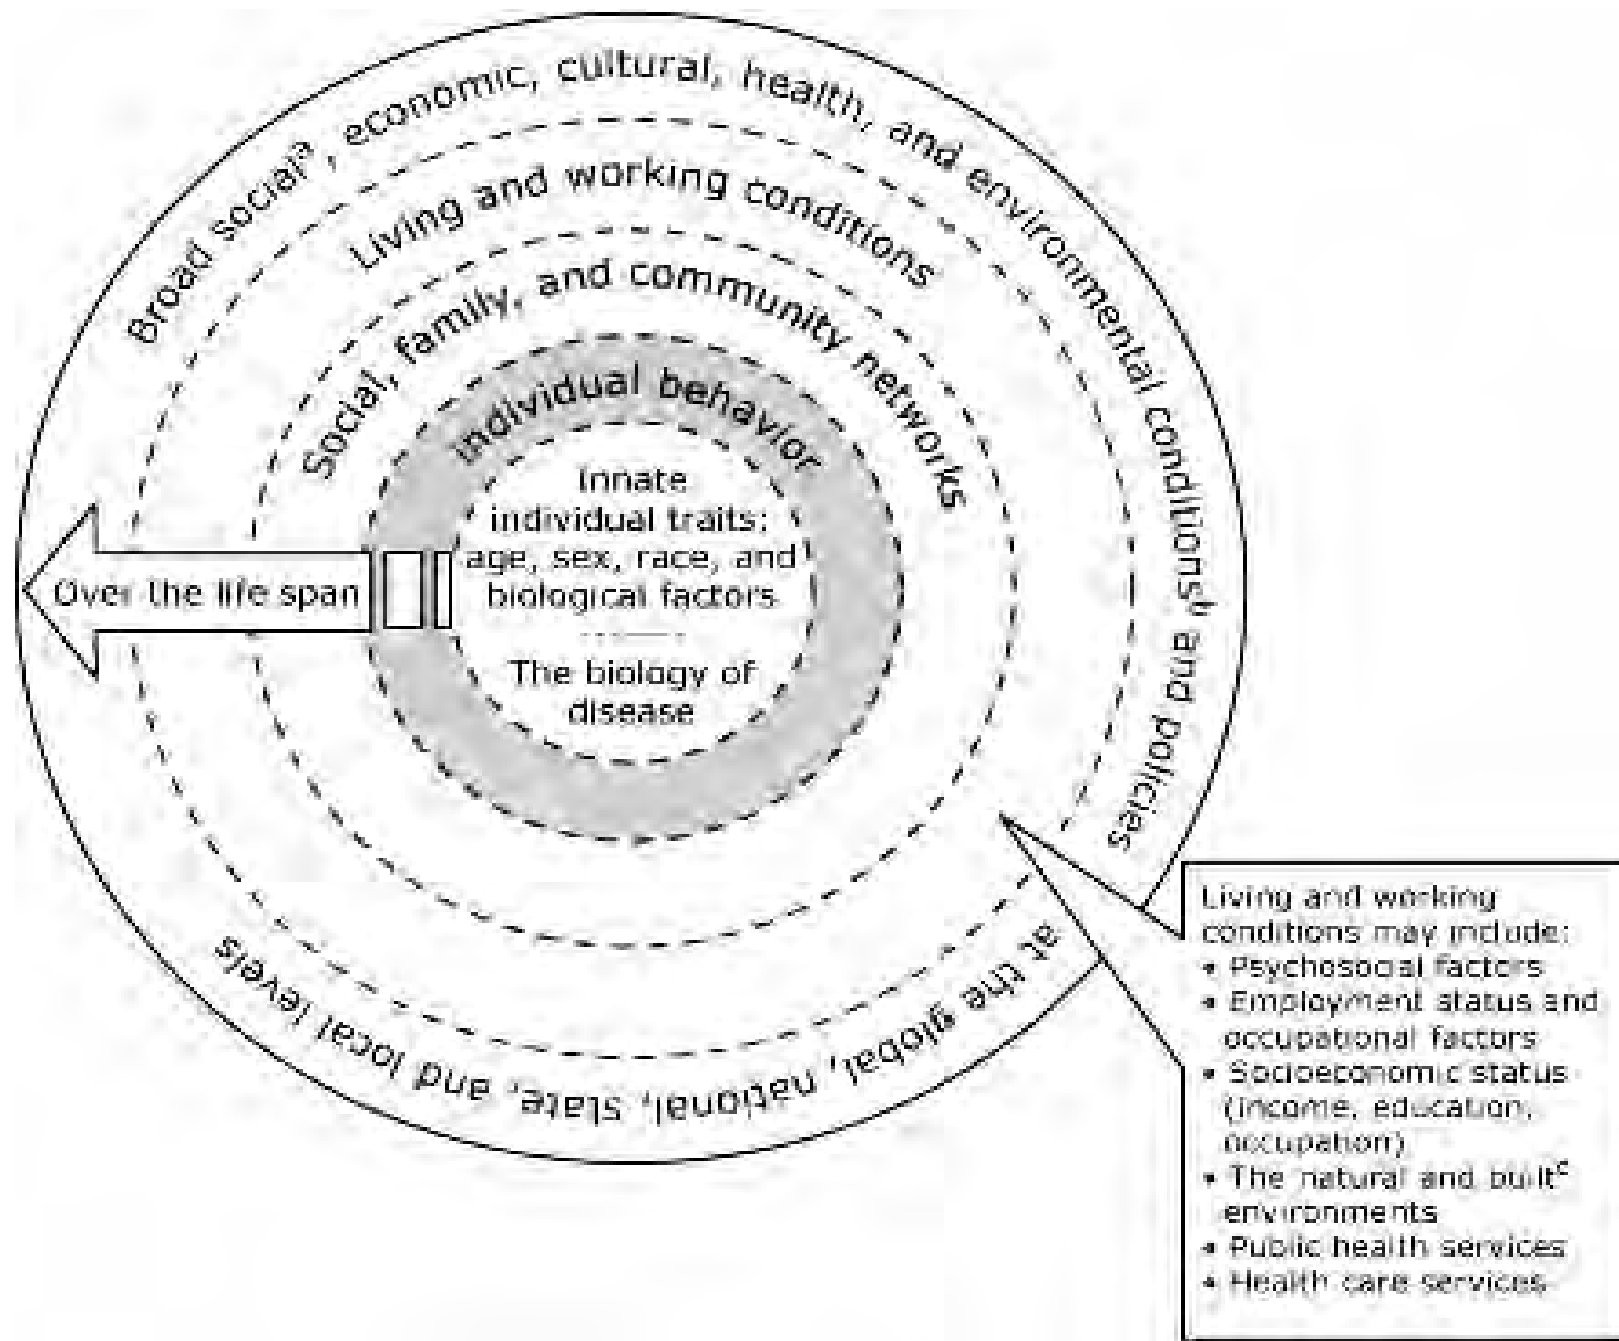 Broad socialᵃ, economic, cultural, health, and environmental conditionsᵇ and policies
at the global, national, state, and local levels
Living and working conditions
Social, family, and community networks
Individual behavior
Innate
individual traits:
age, sex, race, and
biological factors
The biology of
disease
Over the life span
Living and working
conditions may include:
• Psychosocial factors
• Employment status and
occupational factors
• Socioeconomic status
(income, education,
occupation)
• The natural and builtᶜ
environments
• Public health services
• Health care services